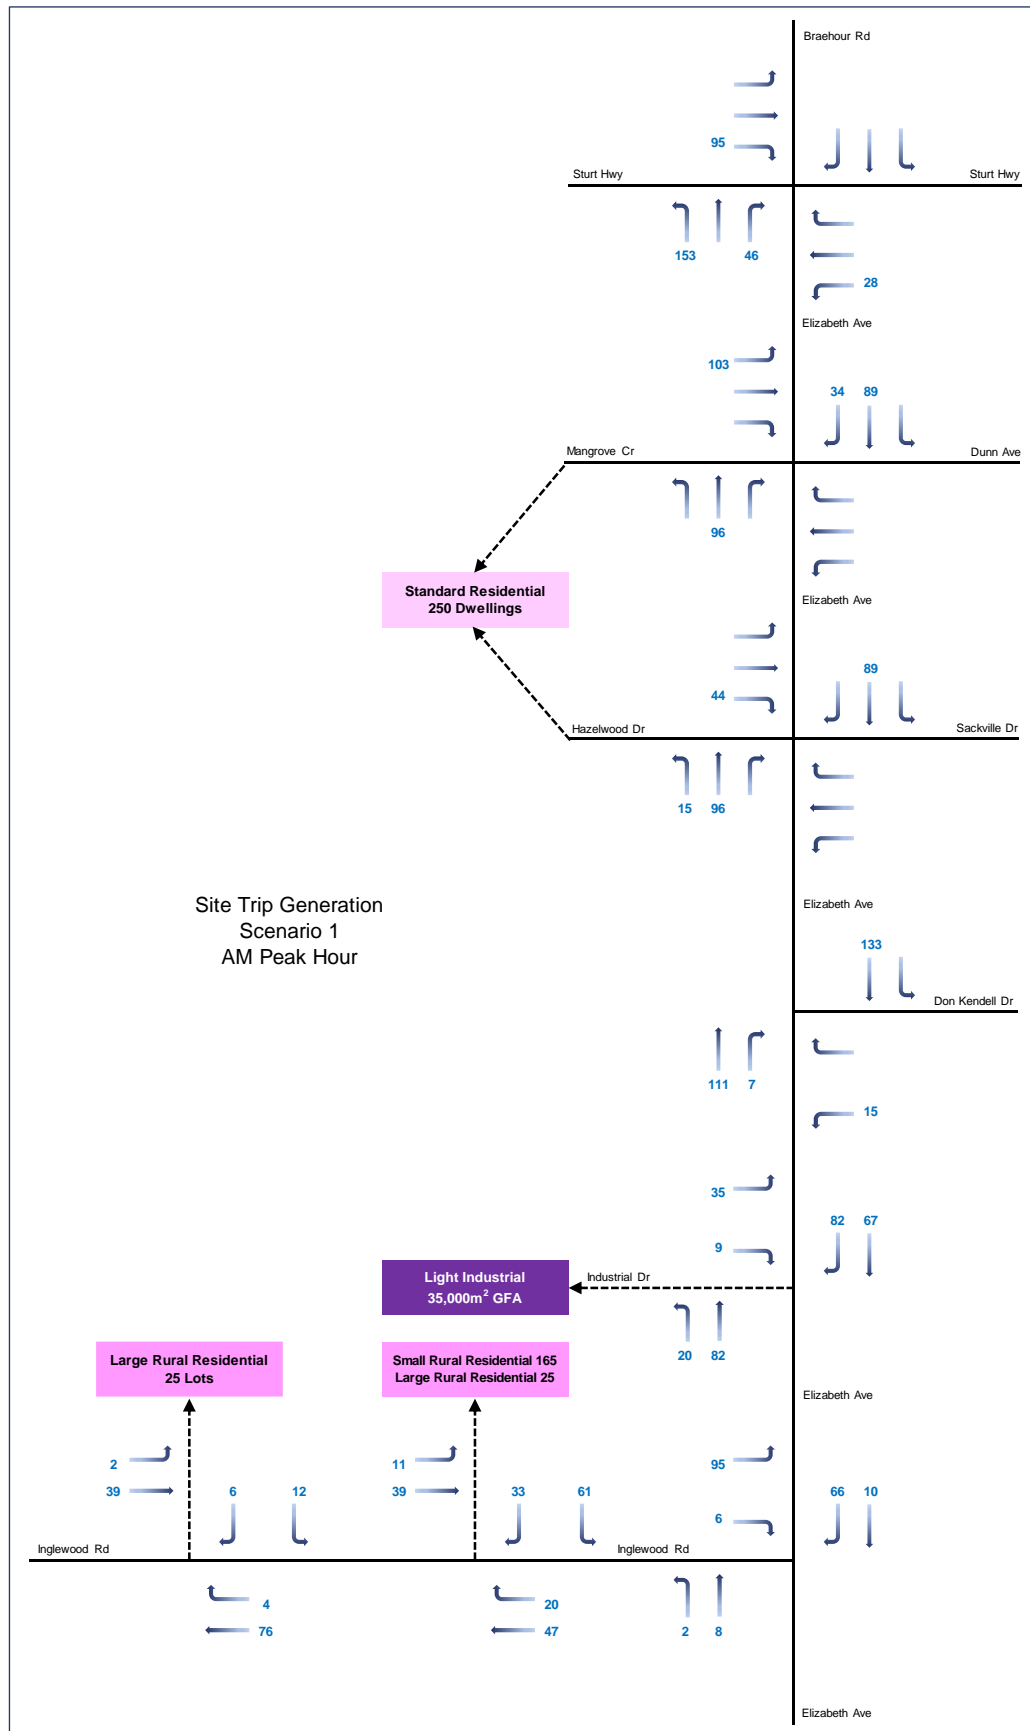 Braehour Rd
95
Sturt Hwy
Sturt Hwy
153
46
28
Elizabeth Ave
103
34
89
Mangrove Cr
Dunn Ave
96
Standard Residential
250 Dwellings
Elizabeth Ave
89
44
Hazelwood Dr
Sackville Dr
15
96
Site Trip Generation
Scenario 1
AM Peak Hour
Elizabeth Ave
133
Don Kendell Dr
111
7
15
35
82
67
9
Light Industrial
35,000m² GFA
Industrial Dr
20
82
Large Rural Residential
25 Lots
Small Rural Residential 165
Large Rural Residential 25
Elizabeth Ave
2
39
6
12
11
39
33
61
95
6
66
10
Inglewood Rd
Inglewood Rd
4
76
20
47
2
8
Elizabeth Ave